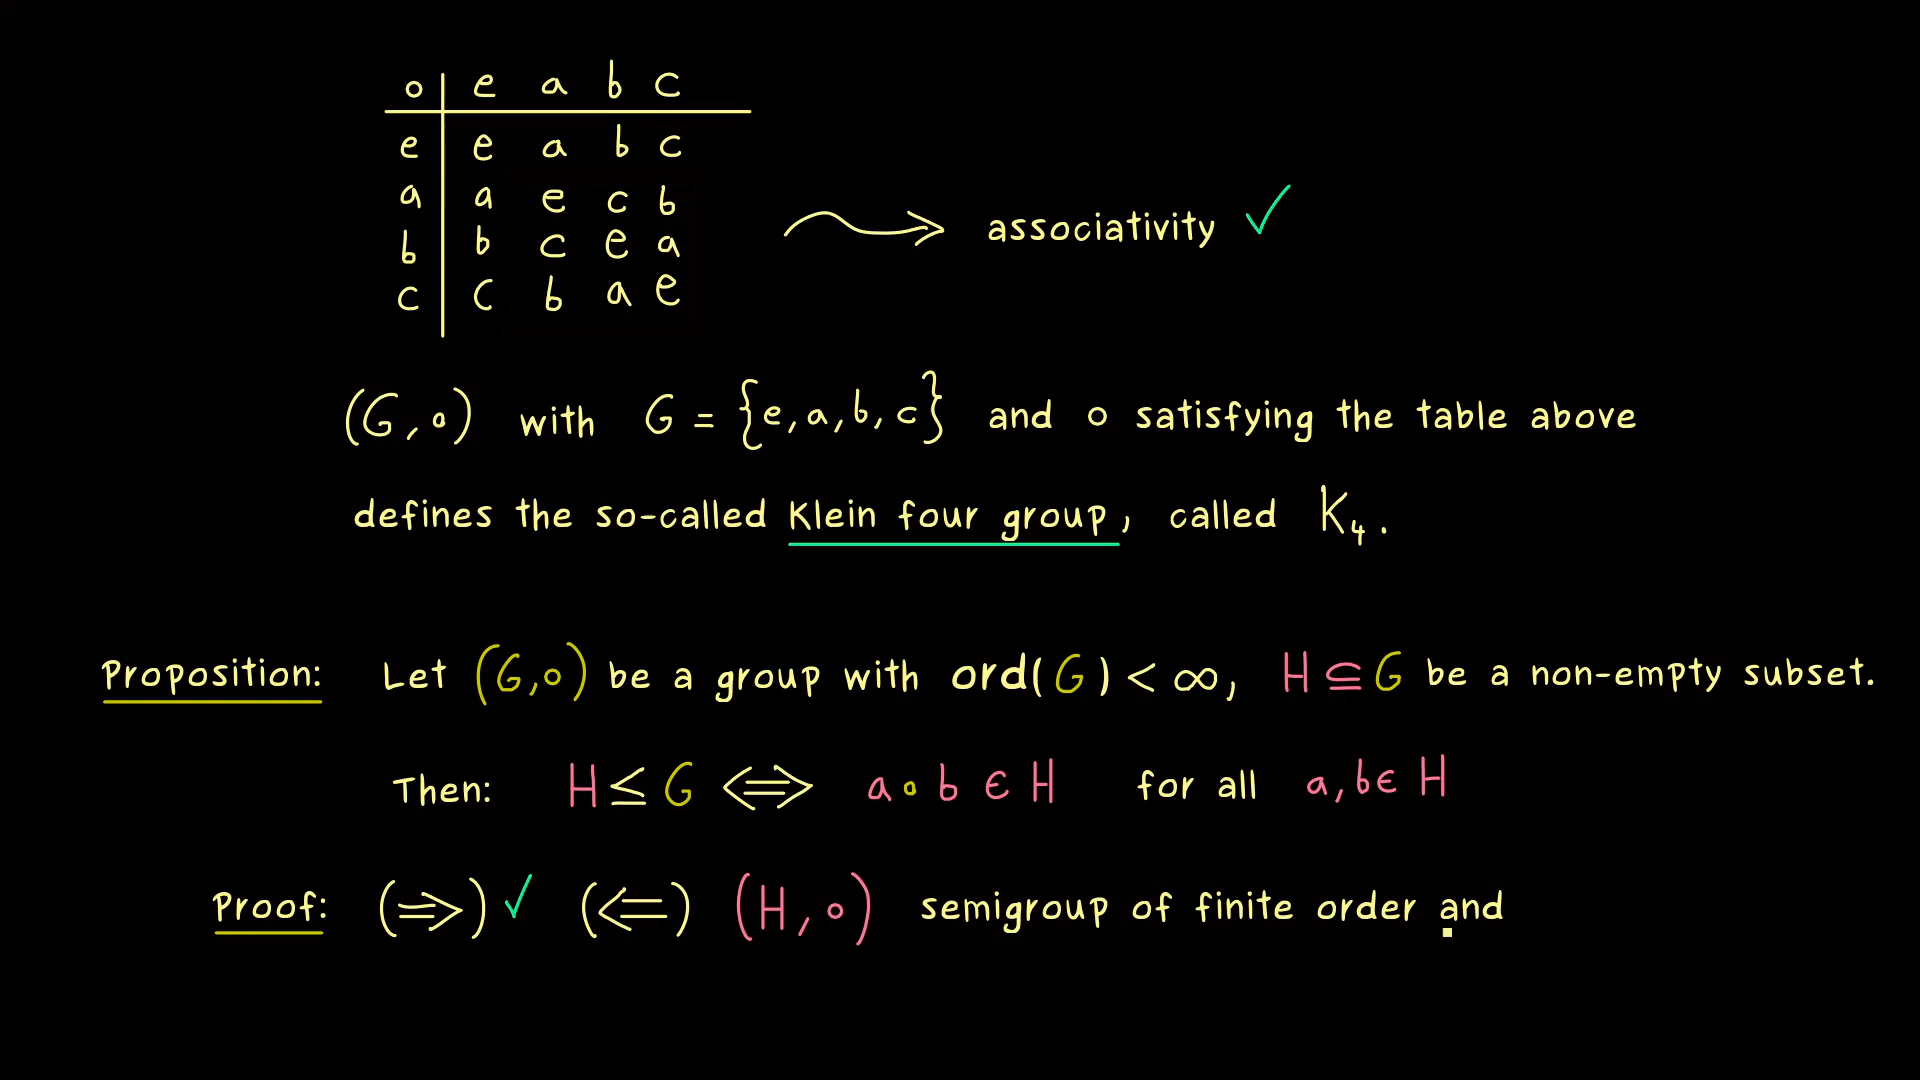 ∘ e a b c
e e a b c
a a e c b
b b c e a
c c b a e
associativity ✓
(G,∘) with G = {e, a, b, c} and ∘ satisfying the table above
defines the so-called Klein four group, called K₄.
Proposition: Let (G,∘) be a group with ord(G) < ∞, H ⊆ G be a non-empty subset.
Then: H ≤ G ⟺ a ∘ b ∈ H for all a, b ∈ H
Proof: (⇒) ✓ (⇐) (H,∘) semigroup of finite order and